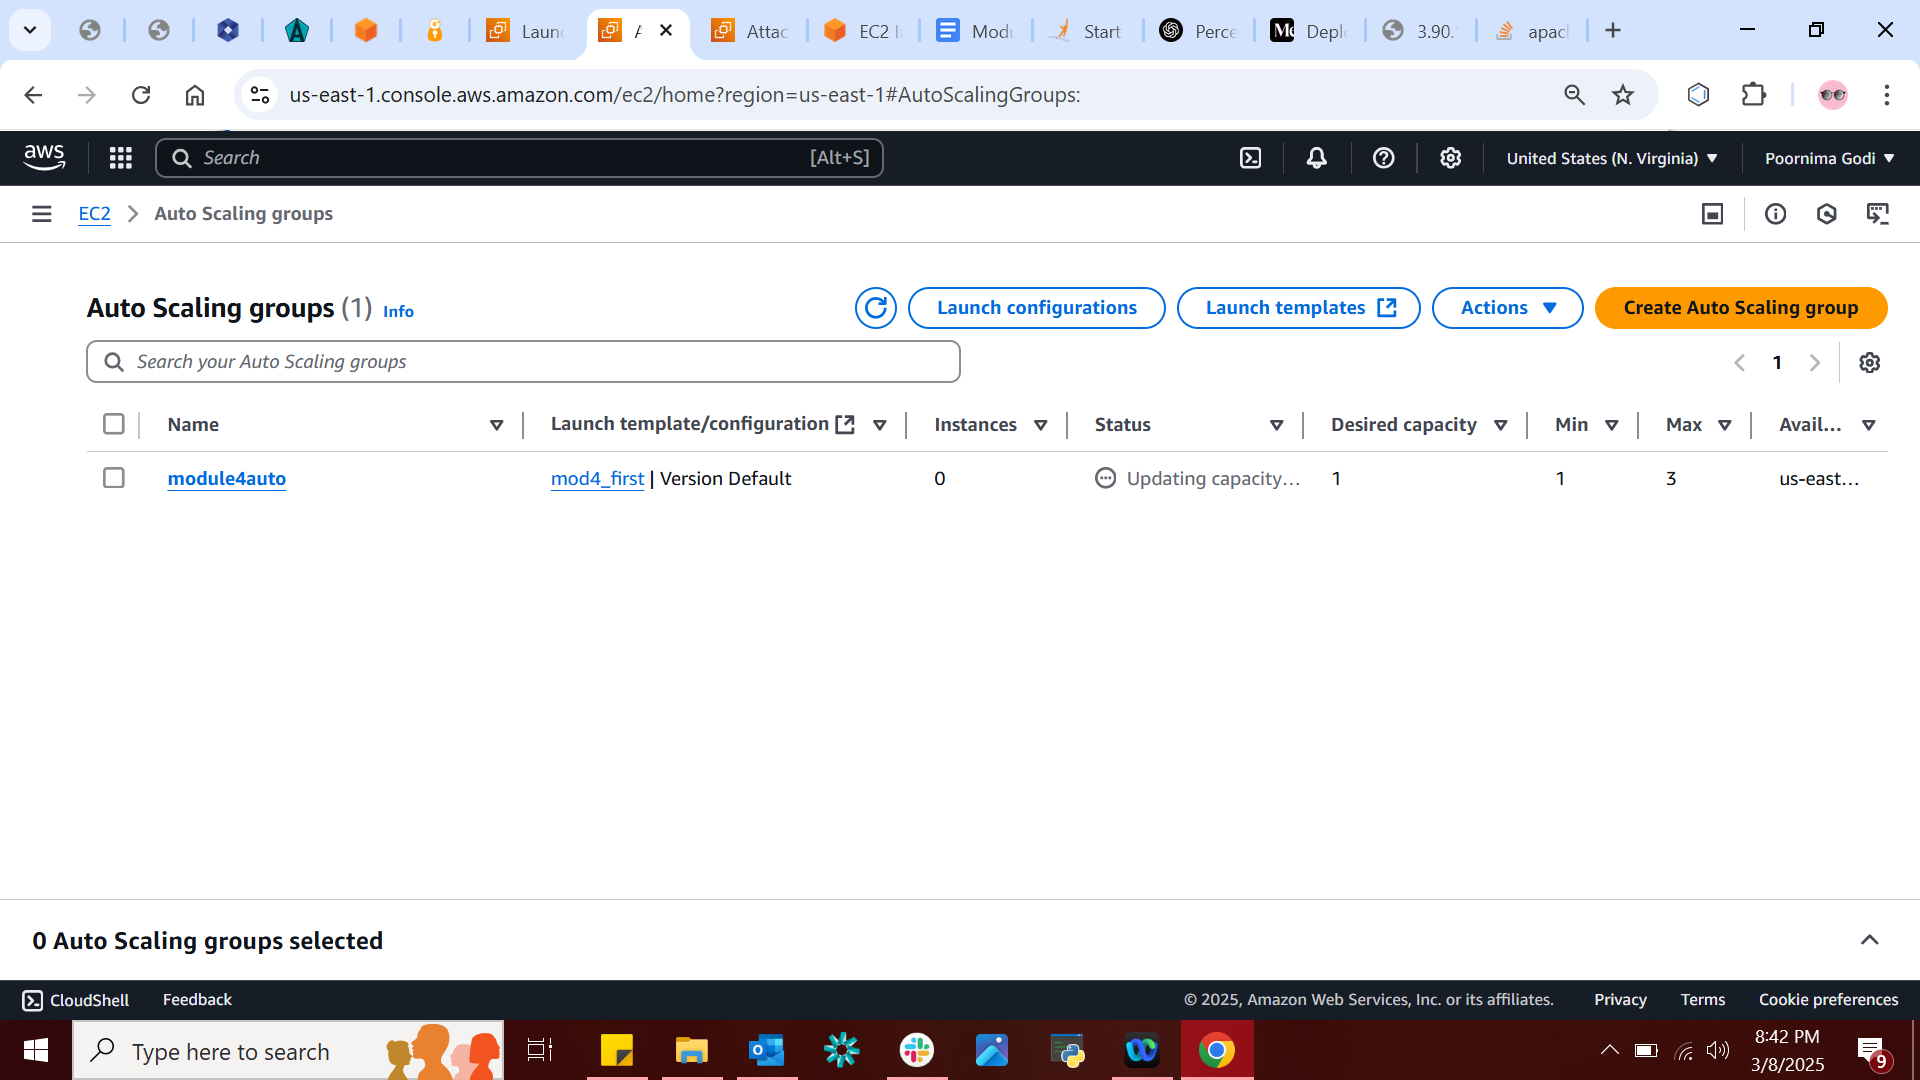 Laun
A
Attac
EC2 I
Modu
Start
Perce
Depl
3.90.
apacl
us-east-1.console.aws.amazon.com/ec2/home?region=us-east-1#AutoScalingGroups:
aws
Search
[Alt+S]
United States (N. Virginia)
Poornima Godi
EC2
Auto Scaling groups
Auto Scaling groups (1) Info
Launch configurations
Launch templates
Actions
Create Auto Scaling group
Search your Auto Scaling groups
1
Name
Launch template/configuration
Instances
Status
Desired capacity
Min
Max
Avail...
module4auto
mod4_first | Version Default
0
Updating capacity...
1
1
3
us-east...
0 Auto Scaling groups selected
CloudShell
Feedback
© 2025, Amazon Web Services, Inc. or its affiliates.
Privacy
Terms
Cookie preferences
Type here to search
8:42 PM
3/8/2025
9